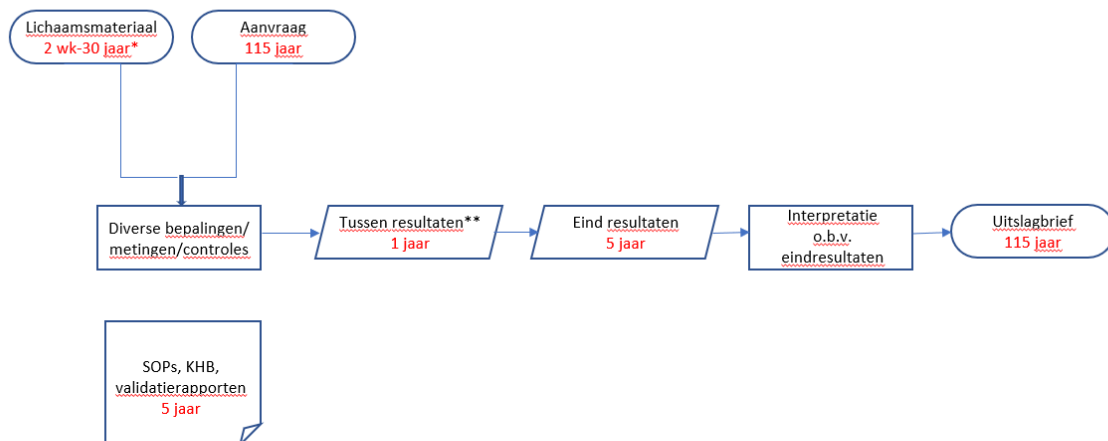 Lichaamsmateriaal
2 wk-30 jaar*
Aanvraag
115 jaar
Diverse bepalingen/
metingen/controles
Tussen resultaten**
1 jaar
Eind resultaten
5 jaar
Interpretatie
o.b.v.
eindresultaten
Uitslagbrief
115 jaar
SOPs, KHB,
validatierapporten
5 jaar